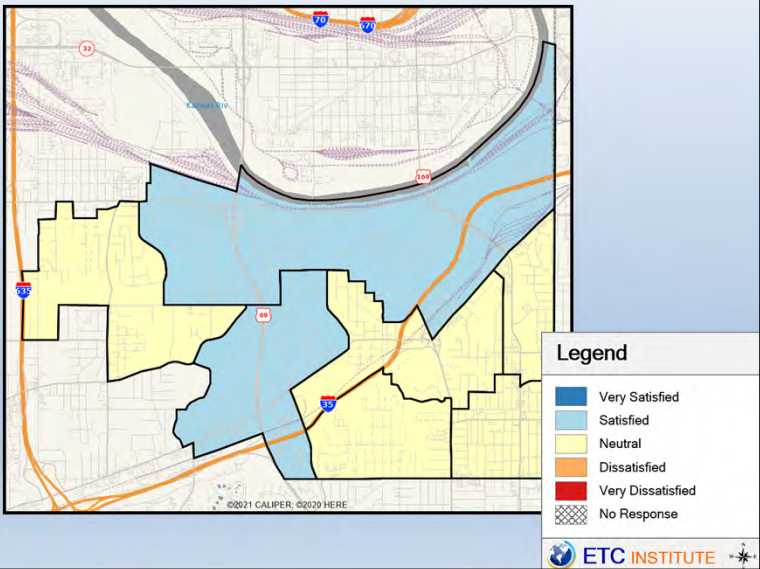 70
670
32
Kansas Riv
169
635
69
35
©2021 CALIPER; ©2020 HERE
Legend
Very Satisfied
Satisfied
Neutral
Dissatisfied
Very Dissatisfied
No Response
ETC INSTITUTE